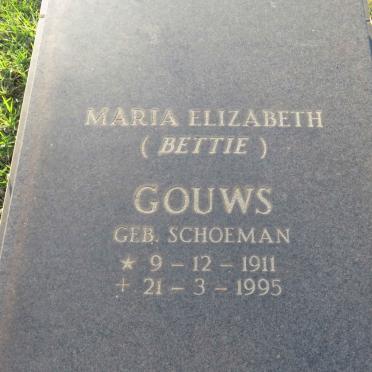 MARIA ELIZABETH
( BETTIE )
GOUWS
GEB. SCHOEMAN
* 9 – 12 – 1911
+ 21 – 3 – 1995